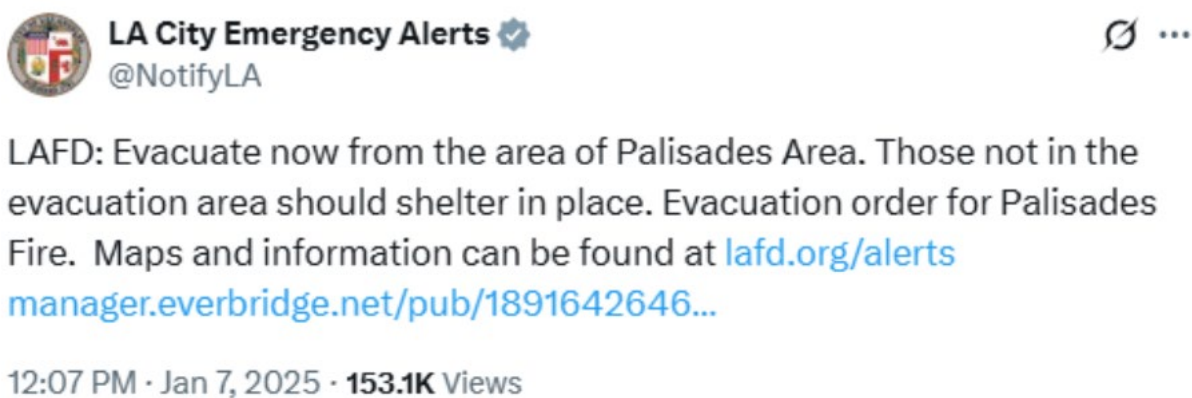 LA City Emergency Alerts
@NotifyLA
LAFD: Evacuate now from the area of Palisades Area. Those not in the
evacuation area should shelter in place. Evacuation order for Palisades
Fire.  Maps and information can be found at lafd.org/alerts
manager.everbridge.net/pub/1891642646...
12:07 PM · Jan 7, 2025 · 153.1K Views